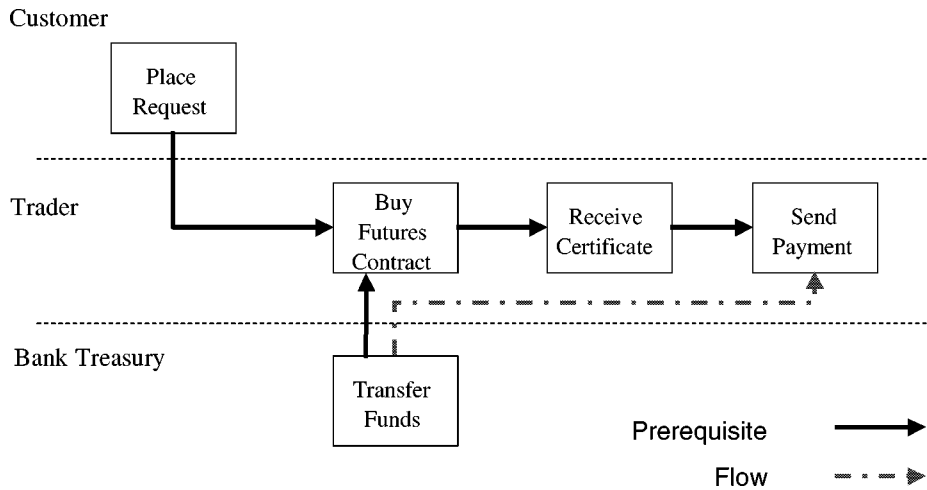 Customer
Place
Request
Trader
Buy
Futures
Contract
Receive
Certificate
Send
Payment
Bank Treasury
Transfer
Funds
Prerequisite
Flow